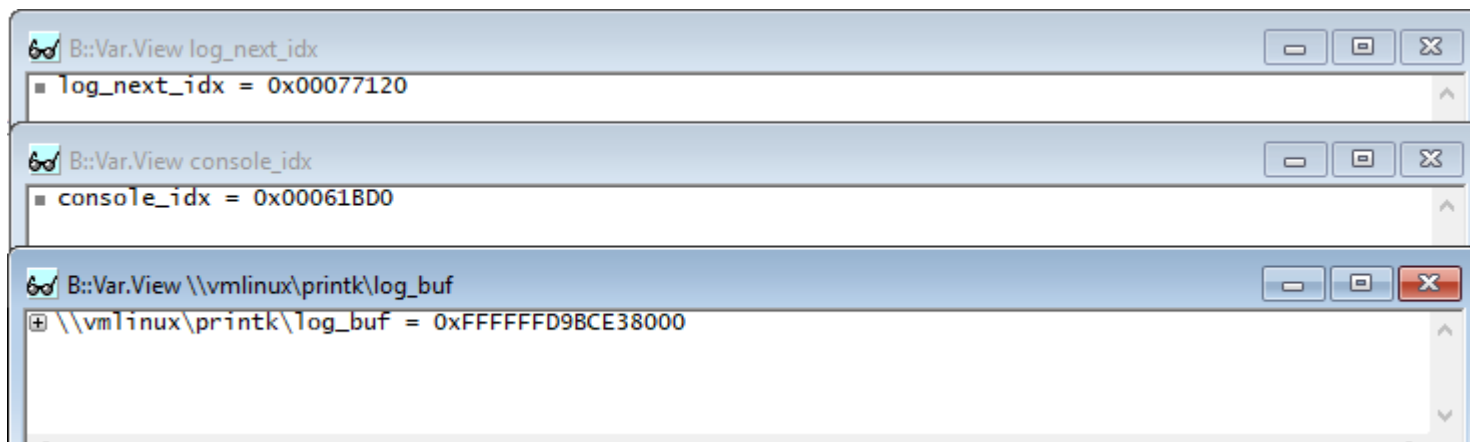 B::Var.View log_next_idx
log_next_idx = 0x00077120
B::Var.View console_idx
console_idx = 0x00061BD0
B::Var.View \\vmlinux\printk\log_buf
\\vmlinux\printk\log_buf = 0xFFFFFFD9BCE38000